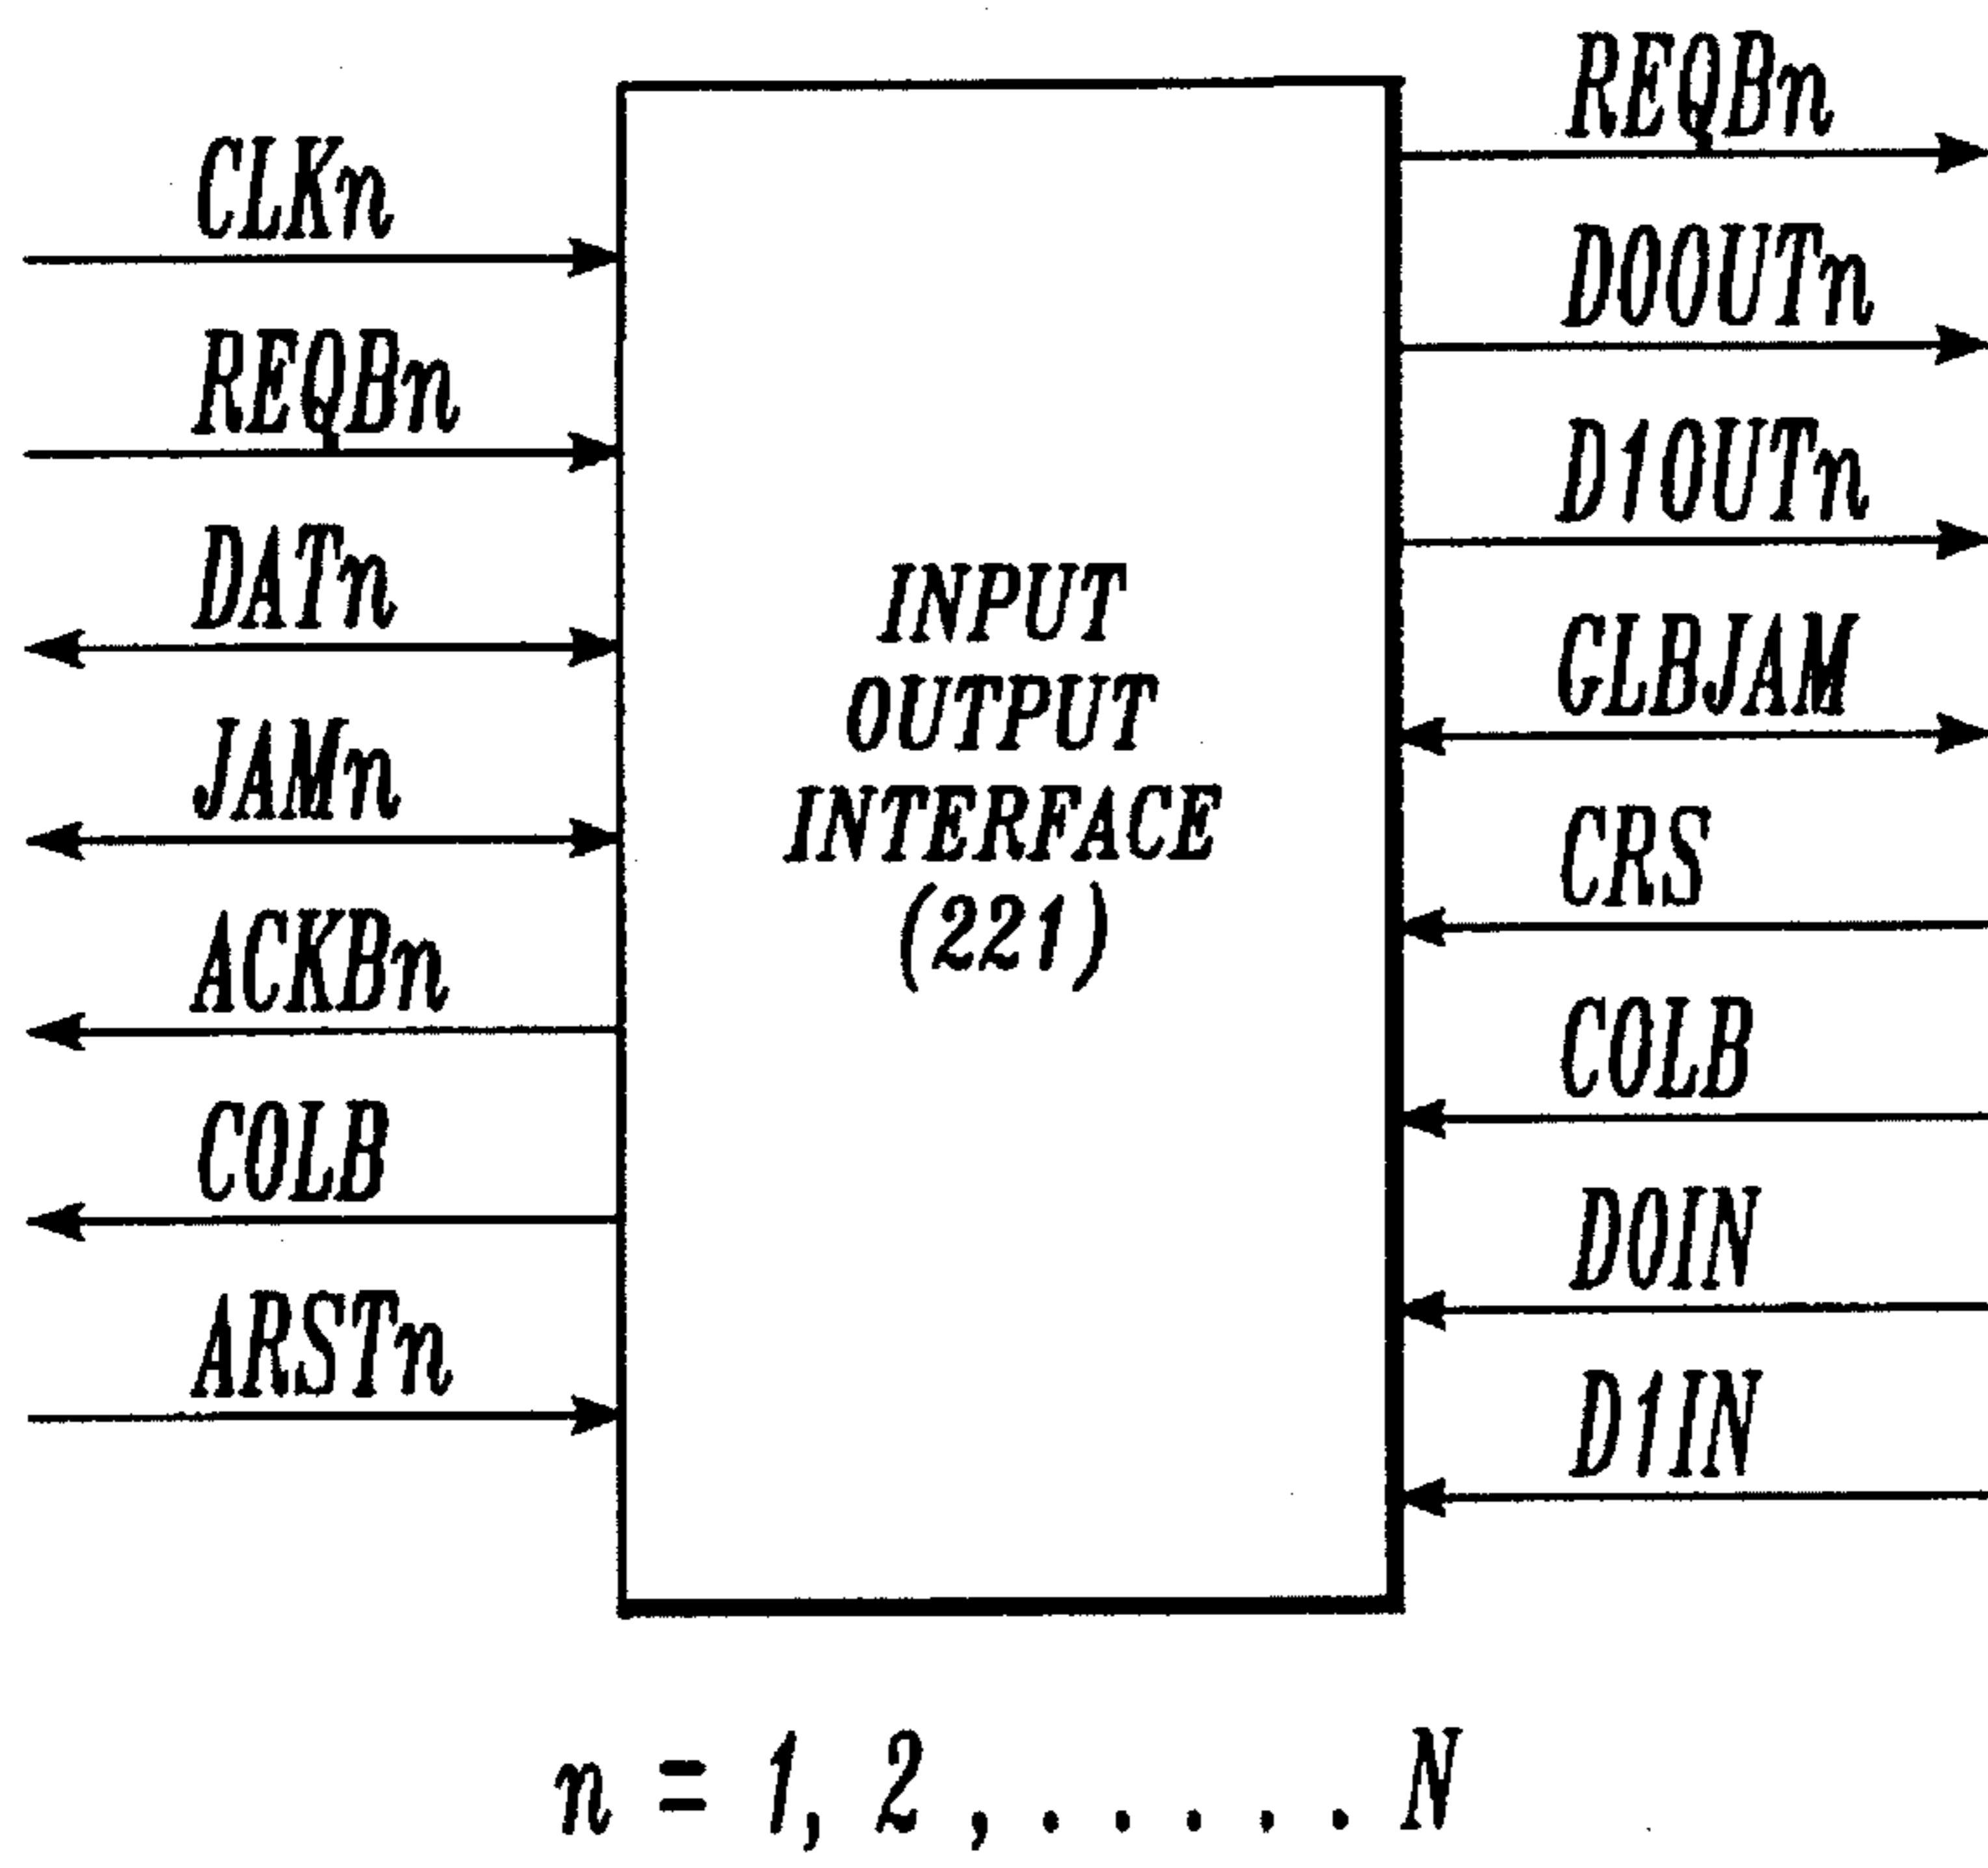 CLKn
REQBn
DATn
JAMn
ACKBn
COLB
ARSTn
INPUT
OUTPUT
INTERFACE
(221)
REQBn
D0OUTn
D1OUTn
GLBJAM
CRS
COLB
D0IN
D1IN
n = 1, 2 , . . . . . N